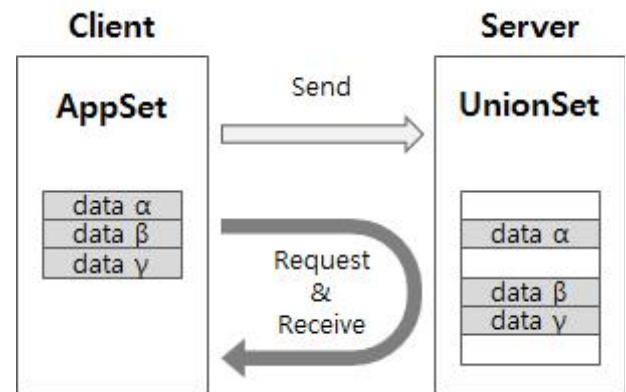 Client
Server
AppSet
Send
UnionSet
data α
data β
data γ
Request
&
Receive
data α
data β
data γ